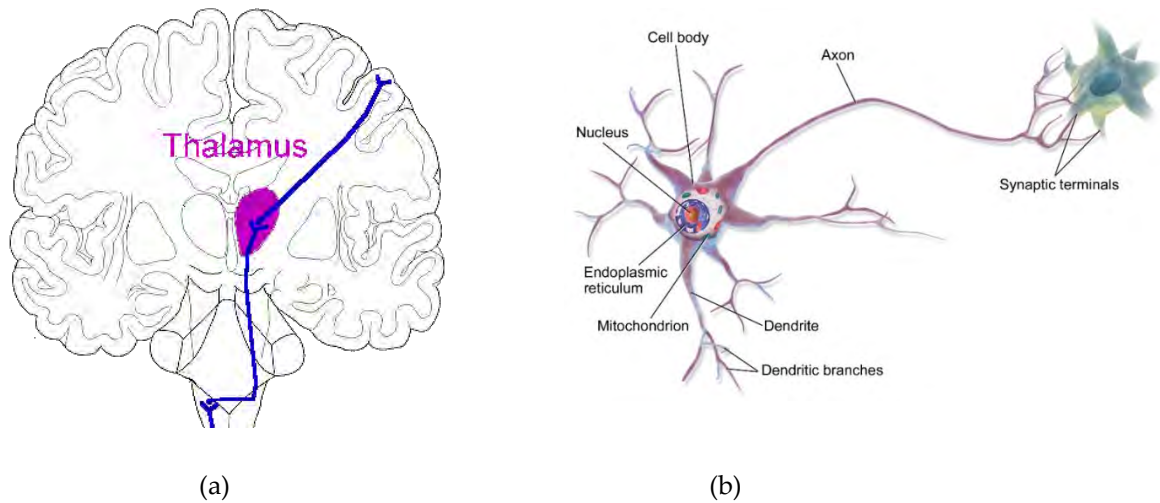 Thalamus
Cell body
Axon
Nucleus
Synaptic terminals
Endoplasmic
reticulum
Mitochondrion
Dendrite
Dendritic branches
(a)
(b)